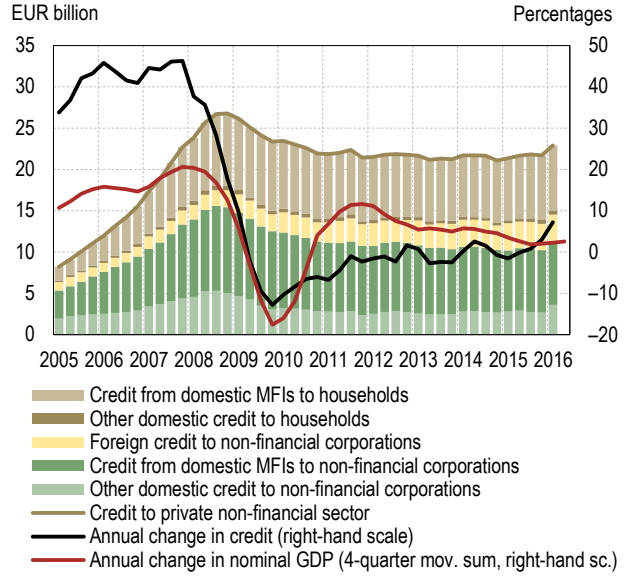 EUR billion Percentages
35 50
30 40
25 30
20 20
15 10
10 0
5 −10
0 −20
2005 2006 2007 2008 2009 2010 2011 2012 2013 2014 2015 2016
Credit from domestic MFIs to households
Other domestic credit to households
Foreign credit to non-financial corporations
Credit from domestic MFIs to non-financial corporations
Other domestic credit to non-financial corporations
Credit to private non-financial sector
Annual change in credit (right-hand scale)
Annual change in nominal GDP (4-quarter mov. sum, right-hand sc.)